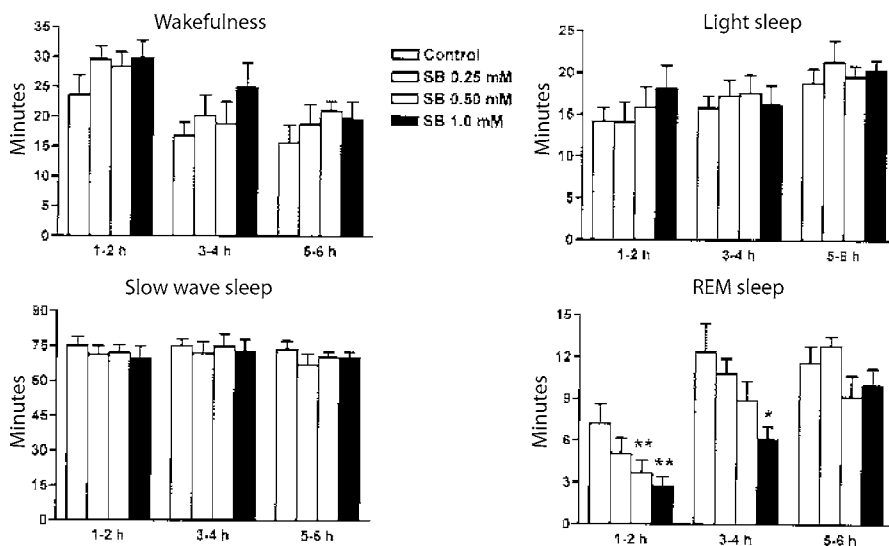 Wakefulness
Minutes
35
30
25
20
15
10
5
0
1-2 h 3-4 h 5-6 h
Control
SB 0.25 mM
SB 0.50 mM
SB 1.0 mM
Light sleep
Minutes
25
20
15
10
5
0
1-2 h 3-4 h 5-6 h
Slow wave sleep
Minutes
90
75
60
45
30
15
0
1-2 h 3-4 h 5-6 h
REM sleep
Minutes
15
12
9
6
3
0
** ** *
1-2 h 3-4 h 5-6 h